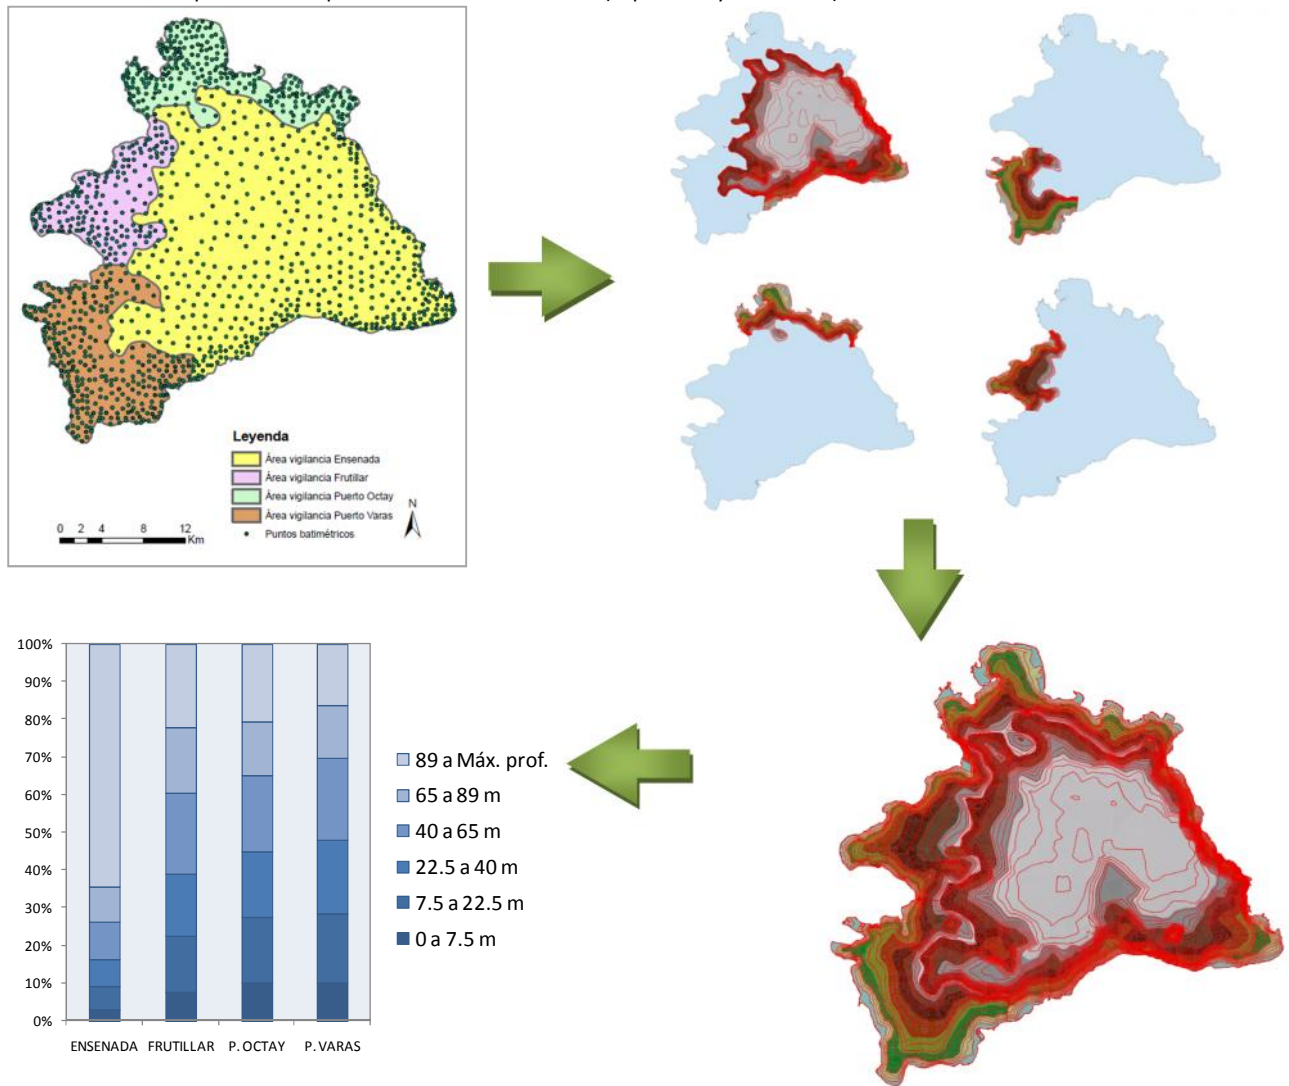 Leyenda
Área vigilancia Ensenada
Área vigilancia Frutillar
Área vigilancia Puerto Octay
Área vigilancia Puerto Varas
Puntos batimétricos
N
0 2 4 8 12
Km
100%
90%
80%
70%
60%
50%
40%
30%
20%
10%
0%
ENSENADA FRUTILLAR P. OCTAY P. VARAS
89 a Máx. prof.
65 a 89 m
40 a 65 m
22.5 a 40 m
7.5 a 22.5 m
0 a 7.5 m